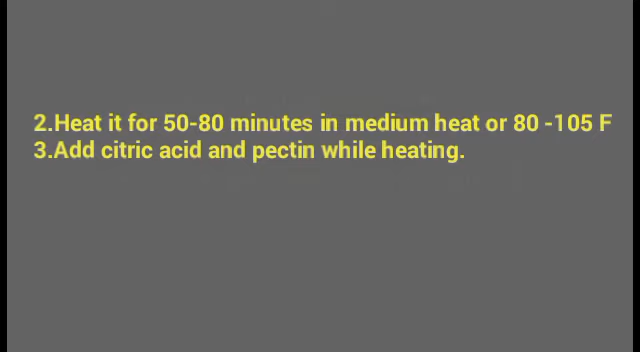 2.Heat it for 50-80 minutes in medium heat or 80 -105 F
3.Add citric acid and pectin while heating.